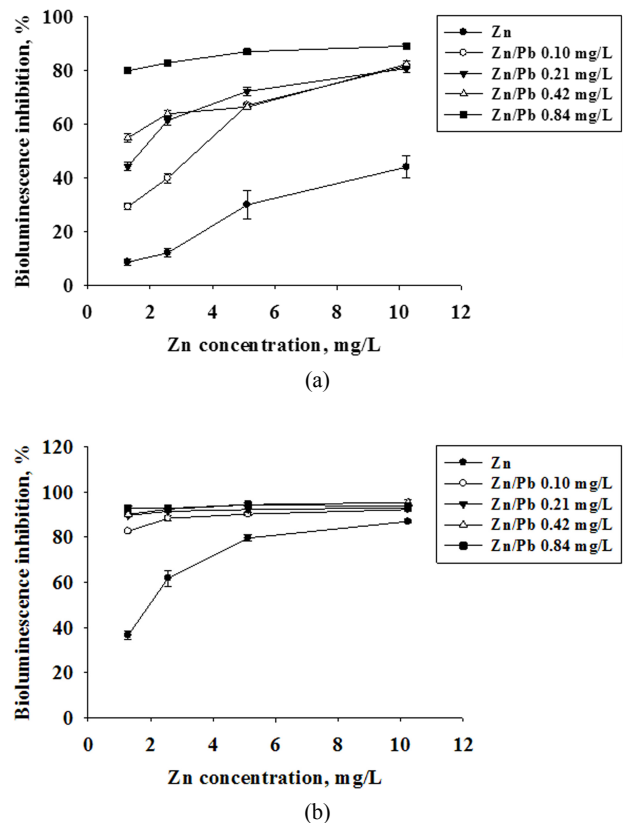 Bioluminescence inhibition, %
100
80
60
40
20
0
0 2 4 6 8 10 12
Zn concentration, mg/L
Zn
Zn/Pb 0.10 mg/L
Zn/Pb 0.21 mg/L
Zn/Pb 0.42 mg/L
Zn/Pb 0.84 mg/L
(a)
Bioluminescence inhibition, %
120
100
80
60
40
20
0
0 2 4 6 8 10 12
Zn concentration, mg/L
Zn
Zn/Pb 0.10 mg/L
Zn/Pb 0.21 mg/L
Zn/Pb 0.42 mg/L
Zn/Pb 0.84 mg/L
(b)